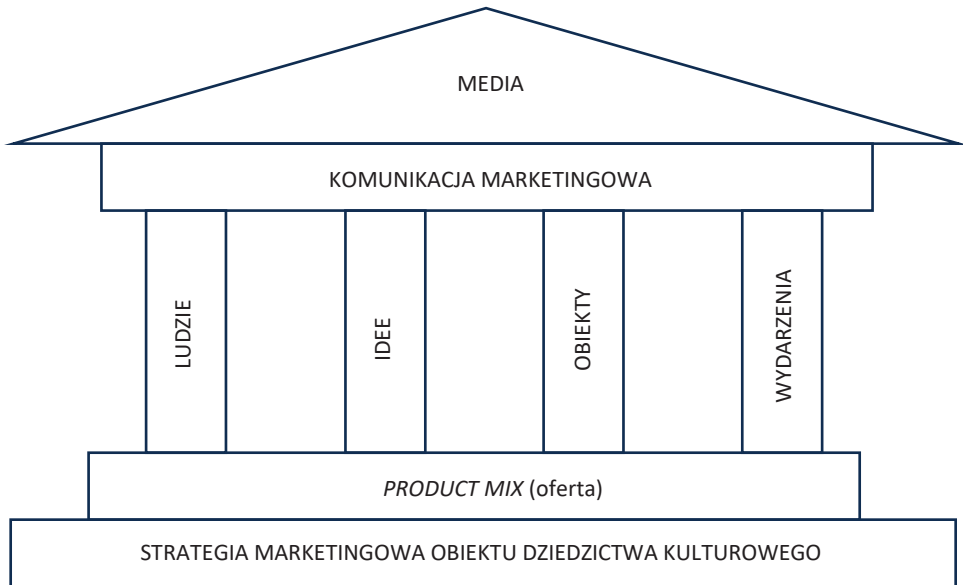 MEDIA
KOMUNIKACJA MARKETINGOWA
LUDZIE
IDEE
OBIEKTY
WYDARZENIA
PRODUCT MIX (oferta)
STRATEGIA MARKETINGOWA OBIEKTU DZIEDZICTWA KULTUROWEGO